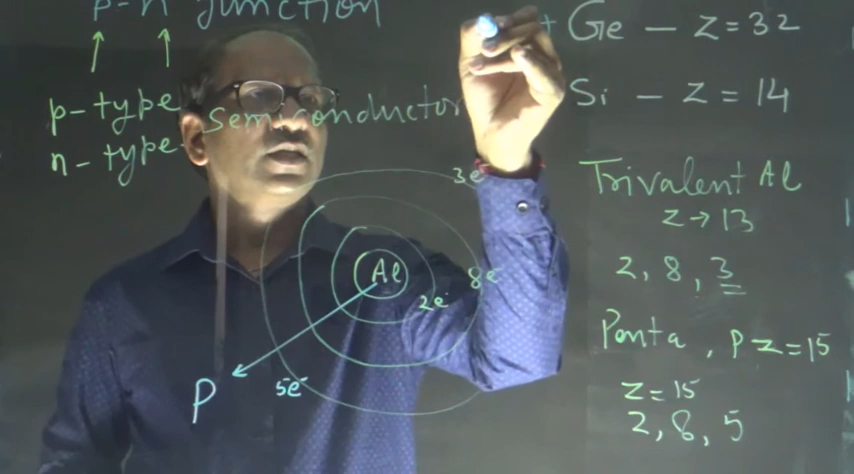 p-n junction
p-type
n-type
semiconductor
Al
2e⁻
8e⁻
3e⁻
5e⁻
P
Ge - Z = 32
Si - Z = 14
Trivalent Al
Z → 13
2, 8, 3
Penta, P Z = 15
Z = 15
2, 8, 5